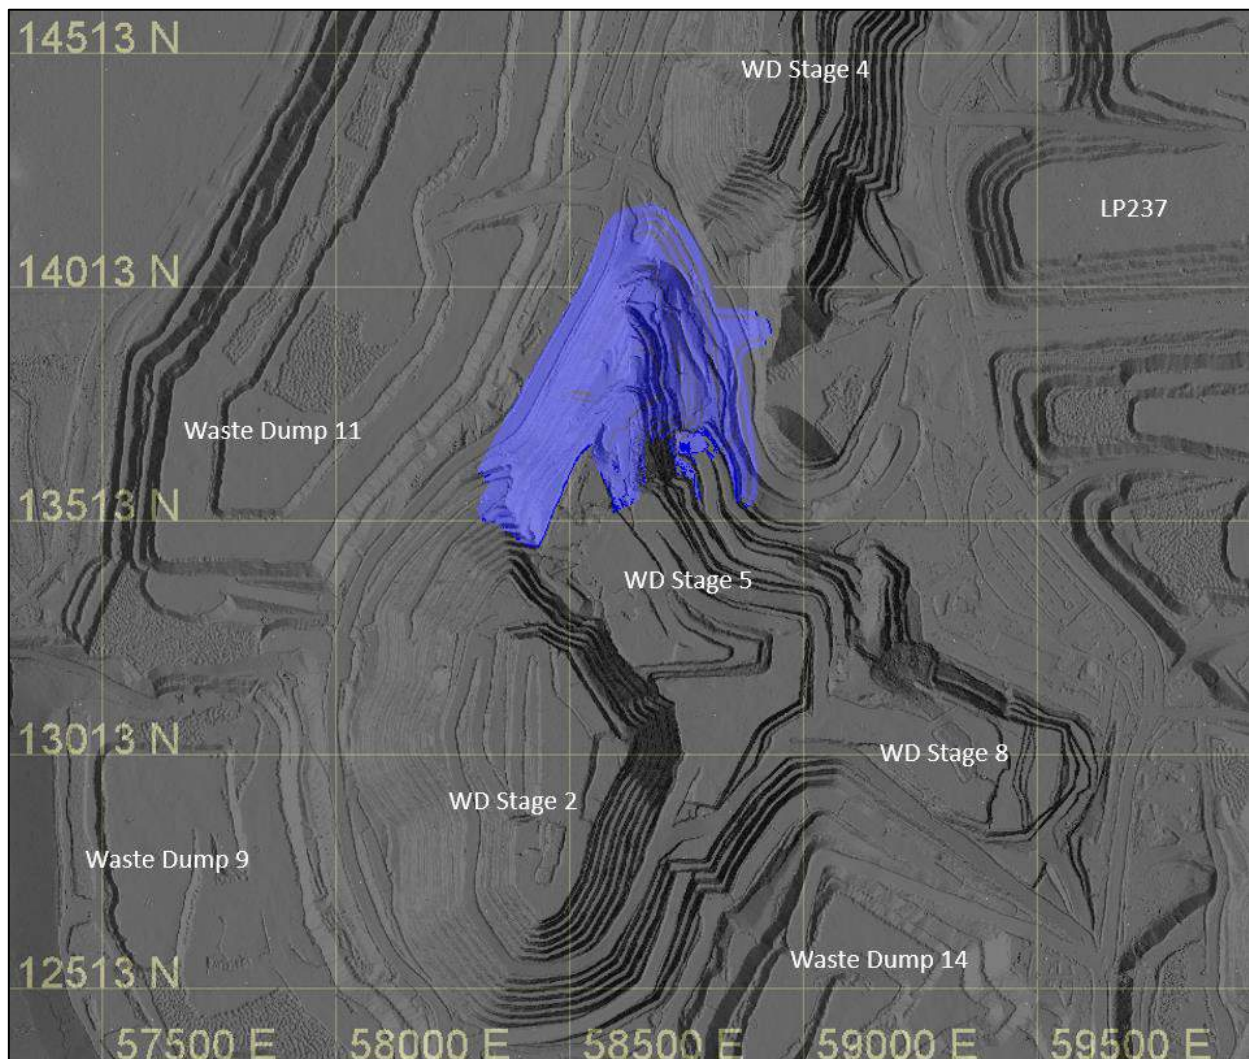 14513 N
WD Stage 4
LP237
14013 N
Waste Dump 11
13513 N
WD Stage 5
13013 N
WD Stage 8
WD Stage 2
Waste Dump 9
Waste Dump 14
12513 N
57500 E
58000 E
58500 E
59000 E
59500 E